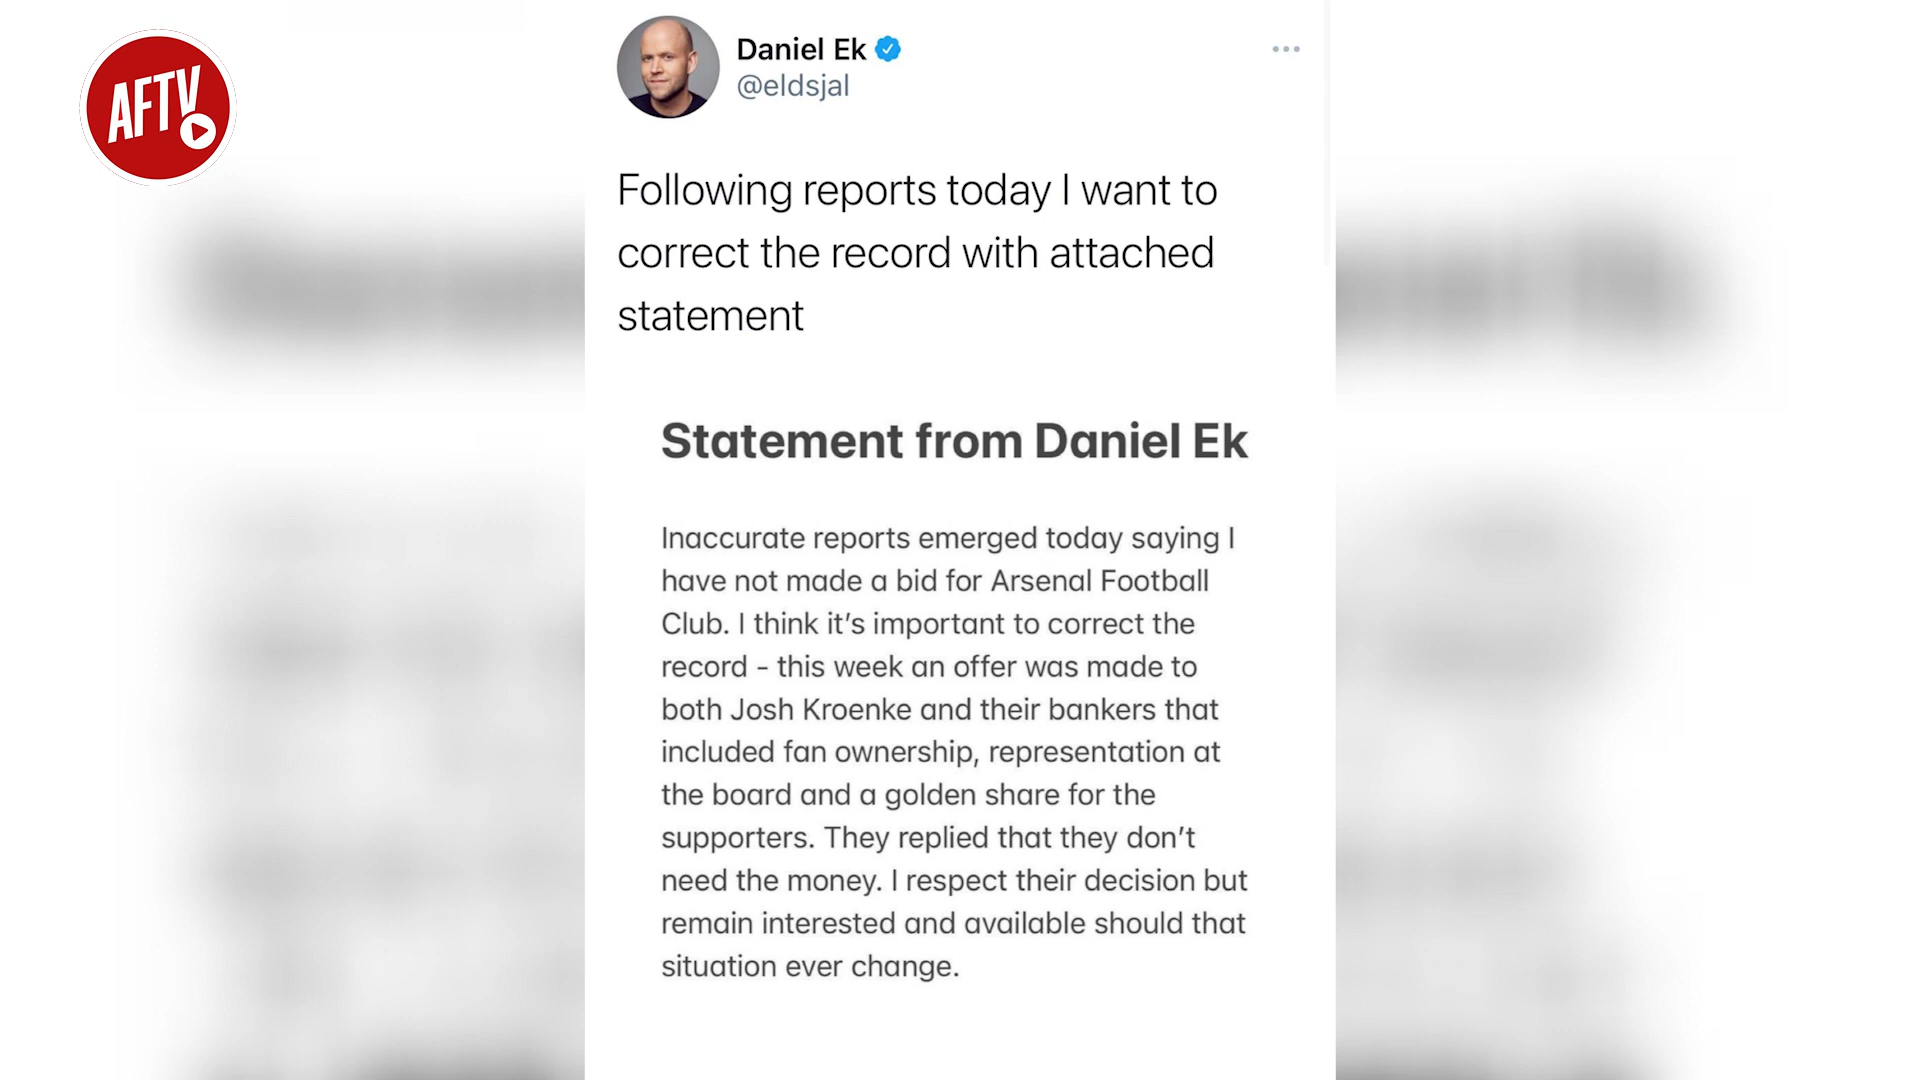 AFTV
Daniel Ek
@eldsjal
Following reports today I want to
correct the record with attached
statement
Statement from Daniel Ek
Inaccurate reports emerged today saying I
have not made a bid for Arsenal Football
Club. I think it’s important to correct the
record - this week an offer was made to
both Josh Kroenke and their bankers that
included fan ownership, representation at
the board and a golden share for the
supporters. They replied that they don’t
need the money. I respect their decision but
remain interested and available should that
situation ever change.